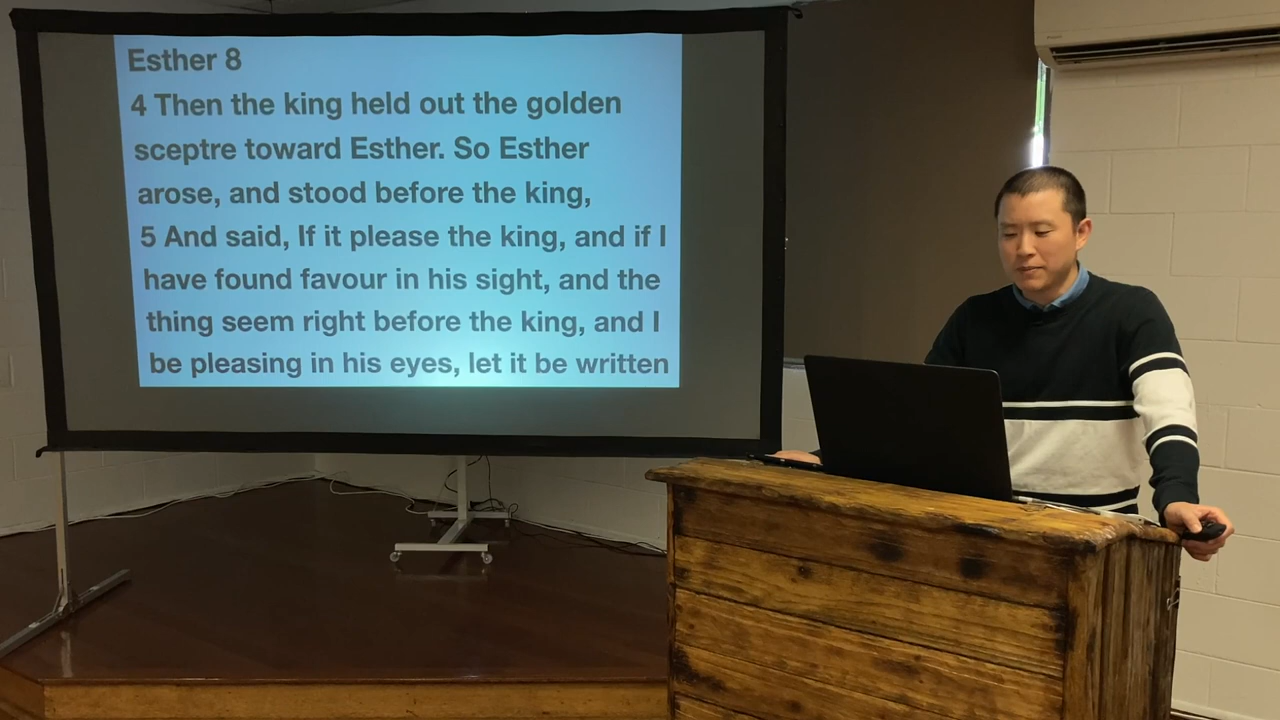 Esther 8
4 Then the king held out the golden
sceptre toward Esther. So Esther
arose, and stood before the king,
5 And said, If it please the king, and if I
have found favour in his sight, and the
thing seem right before the king, and I
be pleasing in his eyes, let it be written